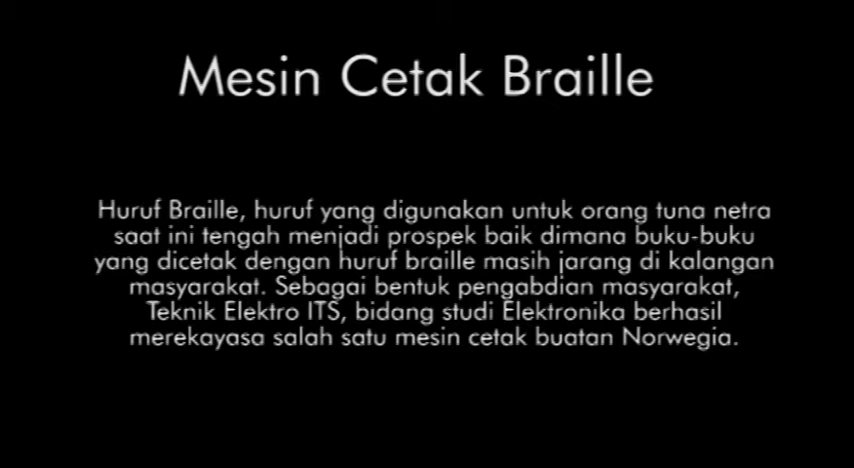 Mesin Cetak Braille
Huruf Braille, huruf yang digunakan untuk orang tuna netra
saat ini tengah menjadi prospek baik dimana buku-buku
yang dicetak dengan huruf braille masih jarang di kalangan
masyarakat. Sebagai bentuk pengabdian masyarakat,
Teknik Elektro ITS, bidang studi Elektronika berhasil
merekayasa salah satu mesin cetak buatan Norwegia.